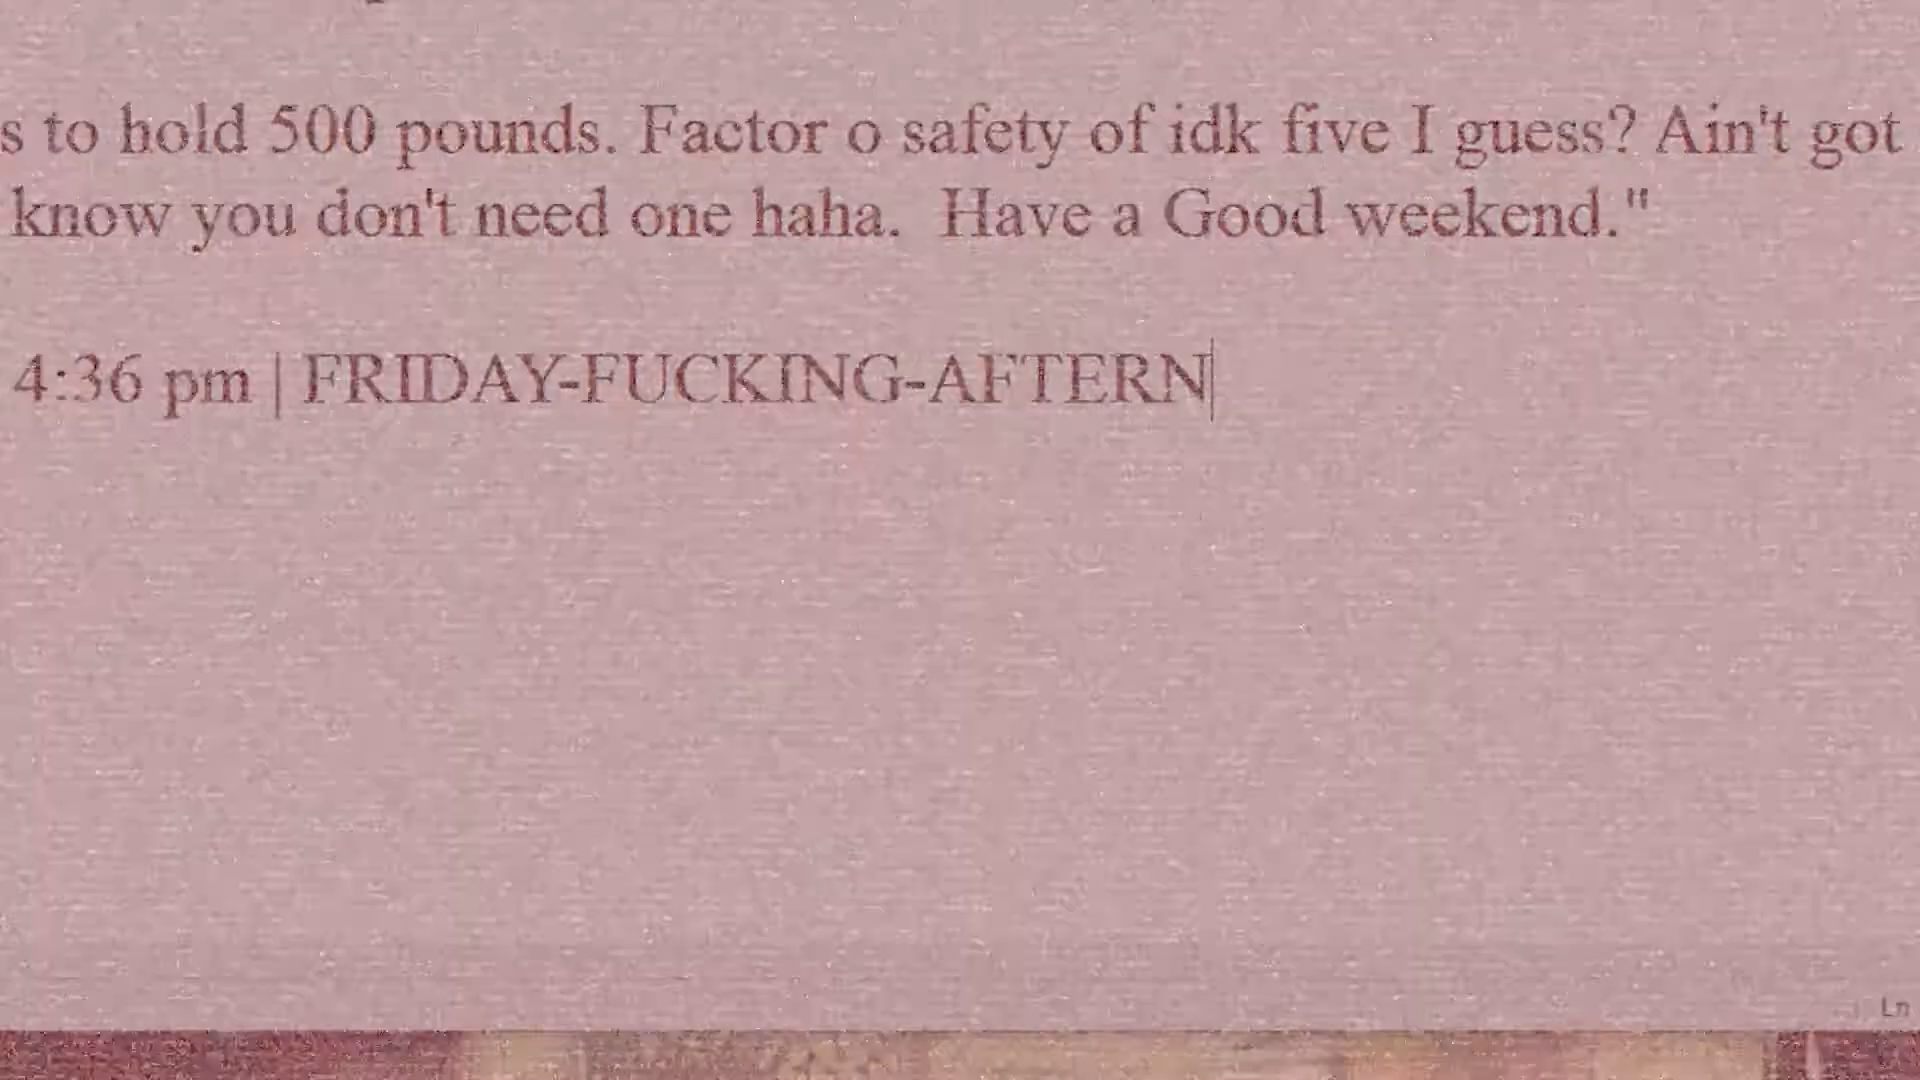 s to hold 500 pounds. Factor o safety of idk five I guess? Ain't got
know you don't need one haha.  Have a Good weekend."
4:36 pm | FRIDAY-FUCKING-AFTERN
Ln